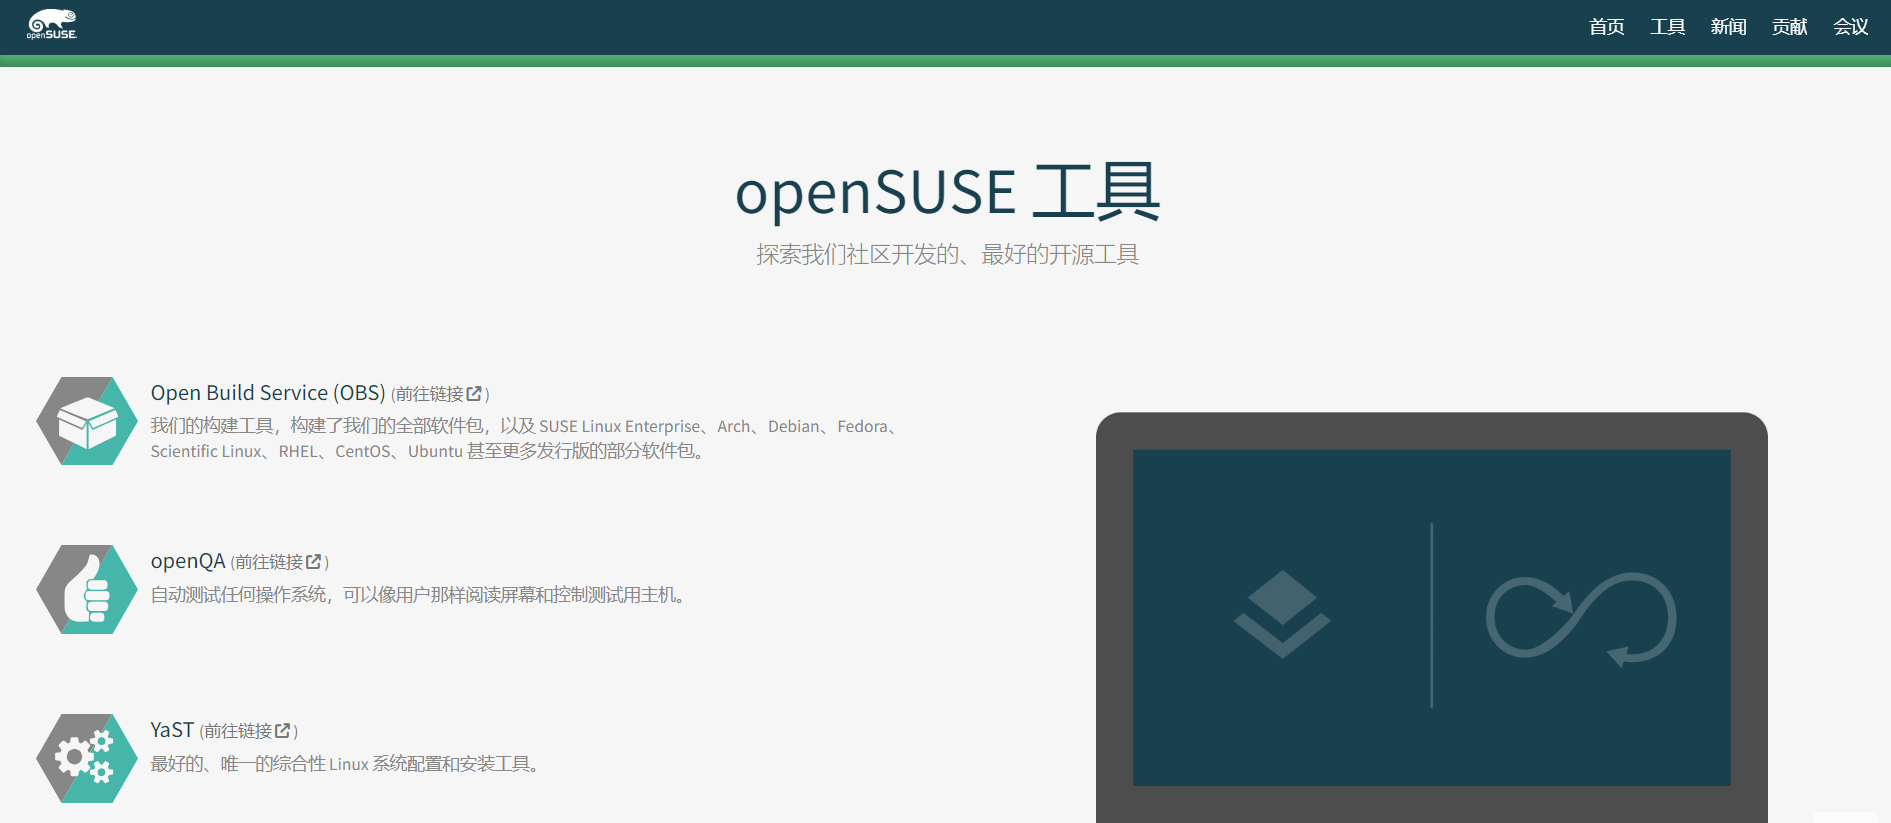 openSUSE.
首页 工具 新闻 贡献 会议
openSUSE 工具
探索我们社区开发的、最好的开源工具
Open Build Service (OBS) (前往链接)
我们的构建工具，构建了我们的全部软件包，以及 SUSE Linux Enterprise、Arch、Debian、Fedora、
Scientific Linux、RHEL、CentOS、Ubuntu 甚至更多发行版的部分软件包。
openQA (前往链接)
自动测试任何操作系统，可以像用户那样阅读屏幕和控制测试用主机。
YaST (前往链接)
最好的、唯一的综合性 Linux 系统配置和安装工具。